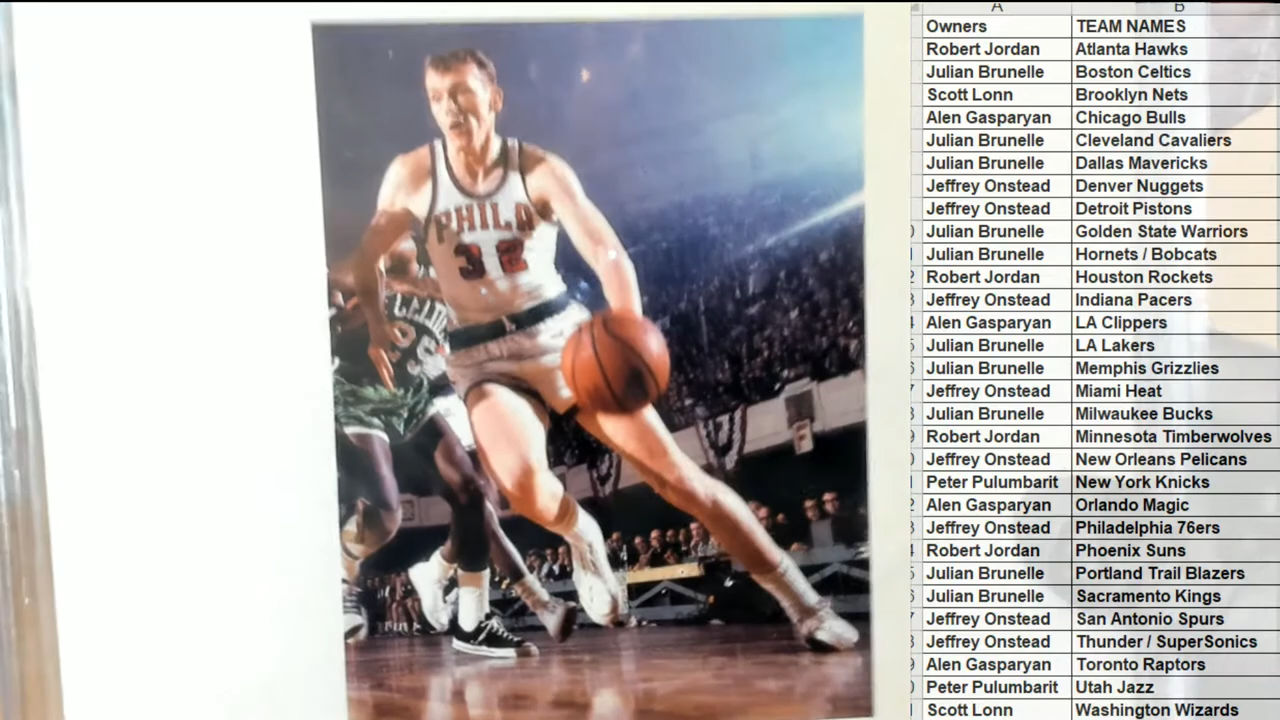 PHILA
32
A B
Owners TEAM NAMES
Robert Jordan Atlanta Hawks
Julian Brunelle Boston Celtics
Scott Lonn Brooklyn Nets
Alen Gasparyan Chicago Bulls
Julian Brunelle Cleveland Cavaliers
Julian Brunelle Dallas Mavericks
Jeffrey Onstead Denver Nuggets
Jeffrey Onstead Detroit Pistons
Julian Brunelle Golden State Warriors
Julian Brunelle Hornets / Bobcats
Robert Jordan Houston Rockets
Jeffrey Onstead Indiana Pacers
Alen Gasparyan LA Clippers
Julian Brunelle LA Lakers
Julian Brunelle Memphis Grizzlies
Jeffrey Onstead Miami Heat
Julian Brunelle Milwaukee Bucks
Robert Jordan Minnesota Timberwolves
Jeffrey Onstead New Orleans Pelicans
Peter Pulumbarit New York Knicks
Alen Gasparyan Orlando Magic
Jeffrey Onstead Philadelphia 76ers
Robert Jordan Phoenix Suns
Julian Brunelle Portland Trail Blazers
Julian Brunelle Sacramento Kings
Jeffrey Onstead San Antonio Spurs
Jeffrey Onstead Thunder / SuperSonics
Alen Gasparyan Toronto Raptors
Peter Pulumbarit Utah Jazz
Scott Lonn Washington Wizards